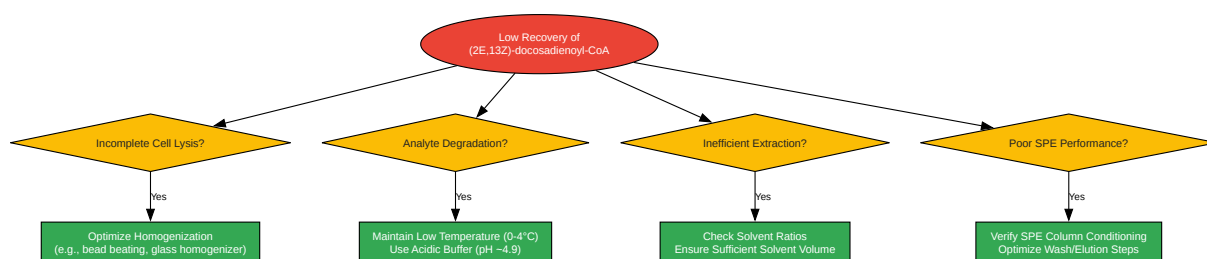 Low Recovery of
(2E,13Z)-docosadienoyl-CoA
Incomplete Cell Lysis?
Analyte Degradation?
Inefficient Extraction?
Poor SPE Performance?
Yes
Yes
Yes
Yes
Optimize Homogenization
(e.g., bead beating, glass homogenizer)
Maintain Low Temperature (0-4°C)
Use Acidic Buffer (pH ~4.9)
Check Solvent Ratios
Ensure Sufficient Solvent Volume
Verify SPE Column Conditioning
Optimize Wash/Elution Steps